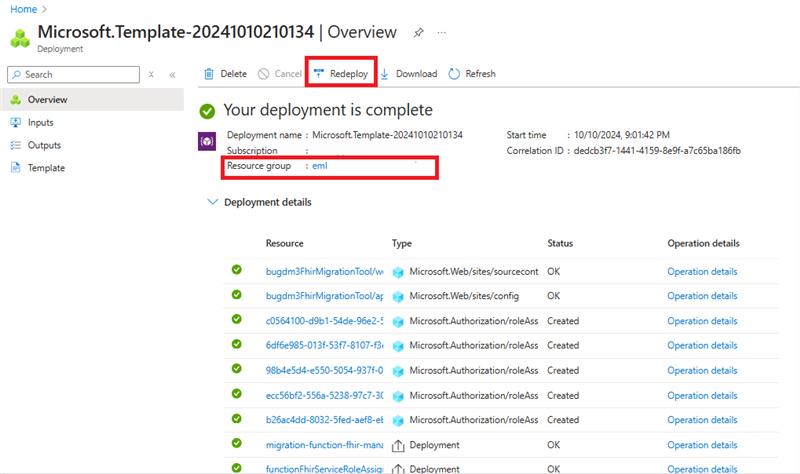 Home >
Microsoft.Template-20241010210134 | Overview
Deployment
Search
Delete
Cancel
Redeploy
Download
Refresh
Overview
Inputs
Outputs
Template
Your deployment is complete
Deployment name : Microsoft.Template-20241010210134
Start time : 10/10/2024, 9:01:42 PM
Subscription :
Correlation ID : dedcb3f7-1441-4159-8e9f-a7c65ba186fb
Resource group : eml
Deployment details
Resource Type Status Operation details
bugdm3FhirMigrationTool/we Microsoft.Web/sites/sourcecont OK Operation details
bugdm3FhirMigrationTool/ap Microsoft.Web/sites/config OK Operation details
c0564100-d9b1-54de-96e2-5 Microsoft.Authorization/roleAss Created Operation details
6df6e985-013f-53f7-8107-f3e Microsoft.Authorization/roleAss Created Operation details
98b4e5d4-e550-5054-937f-0 Microsoft.Authorization/roleAss Created Operation details
ecc56bf2-556a-5238-97c7-30 Microsoft.Authorization/roleAss Created Operation details
b26ac4dd-8032-5fed-aef8-eb Microsoft.Authorization/roleAss Created Operation details
migration-function-fhir-mana Deployment OK Operation details
functionFhirServiceRoleAssign Deployment OK Operation details